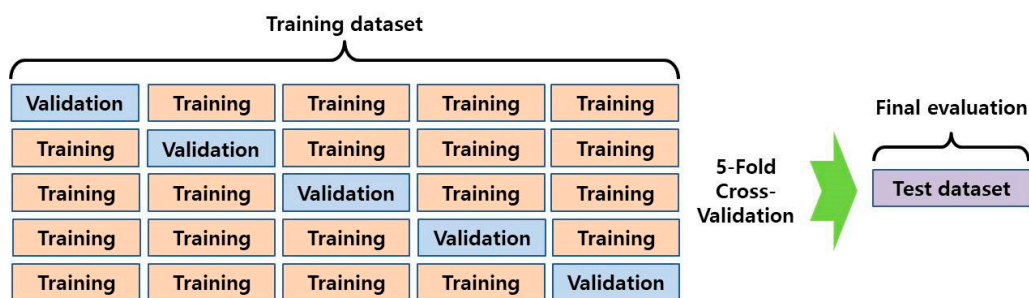 Training dataset
Validation Training Training Training Training
Training Validation Training Training Training
Training Training Validation Training Training
Training Training Training Validation Training
Training Training Training Training Validation
5-Fold
Cross-
Validation
Final evaluation
Test dataset